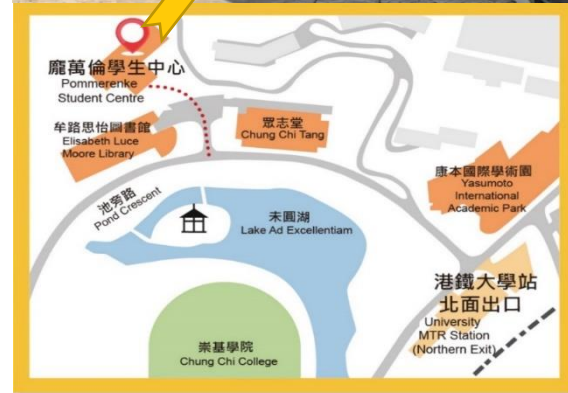 龐萬倫學生中心
Pommerenke
Student Centre
牟路思怡圖書館
Elisabeth Luce
Moore Library
眾志堂
Chung Chi Tang
康本國際學術園
Yasumoto
International
Academic Park
池旁路
Pond Crescent
未圓湖
Lake Ad Excellentiam
港鐵大學站
北面出口
University
MTR Station
(Northern Exit)
崇基學院
Chung Chi College